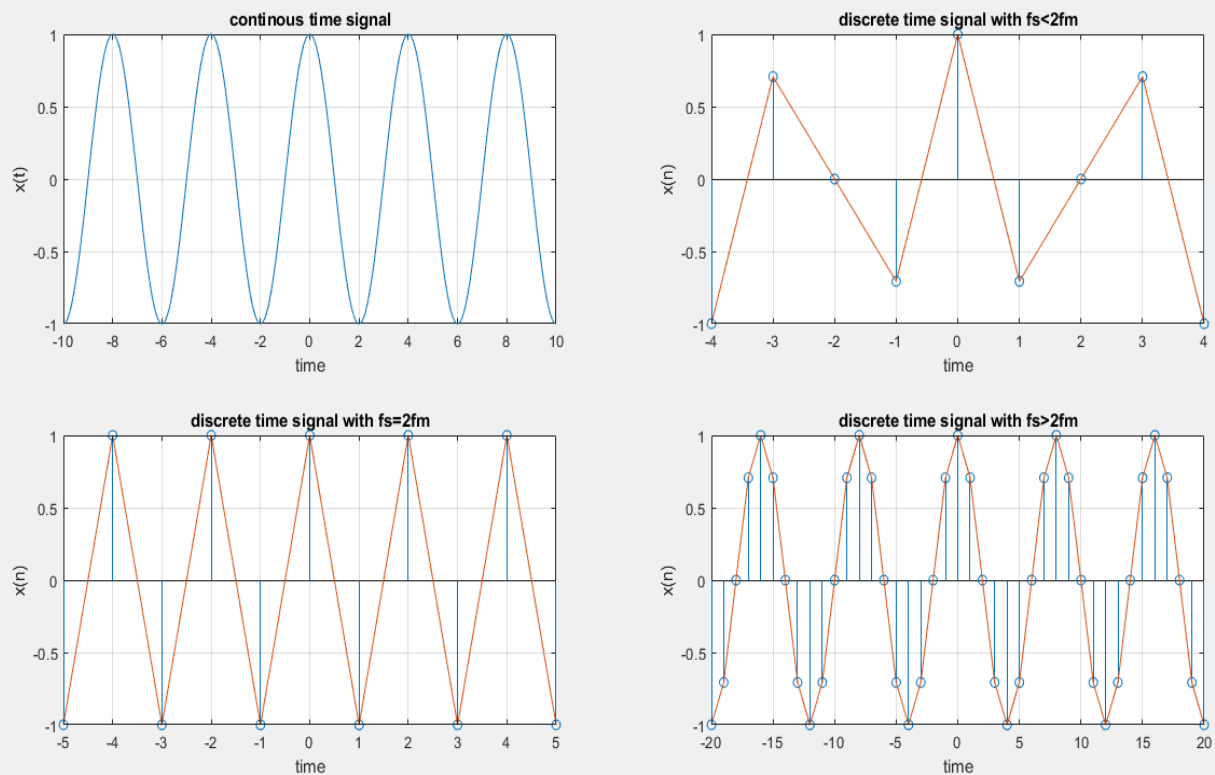 continous time signal
1
0.5
0
-0.5
-1
x(t)
-10 -8 -6 -4 -2 0 2 4 6 8 10
time
discrete time signal with fs<2fm
1
0.5
0
-0.5
-1
x(n)
-4 -3 -2 -1 0 1 2 3 4
time
discrete time signal with fs=2fm
1
0.5
0
-0.5
-1
x(n)
-5 -4 -3 -2 -1 0 1 2 3 4 5
time
discrete time signal with fs>2fm
1
0.5
0
-0.5
-1
x(n)
-20 -15 -10 -5 0 5 10 15 20
time